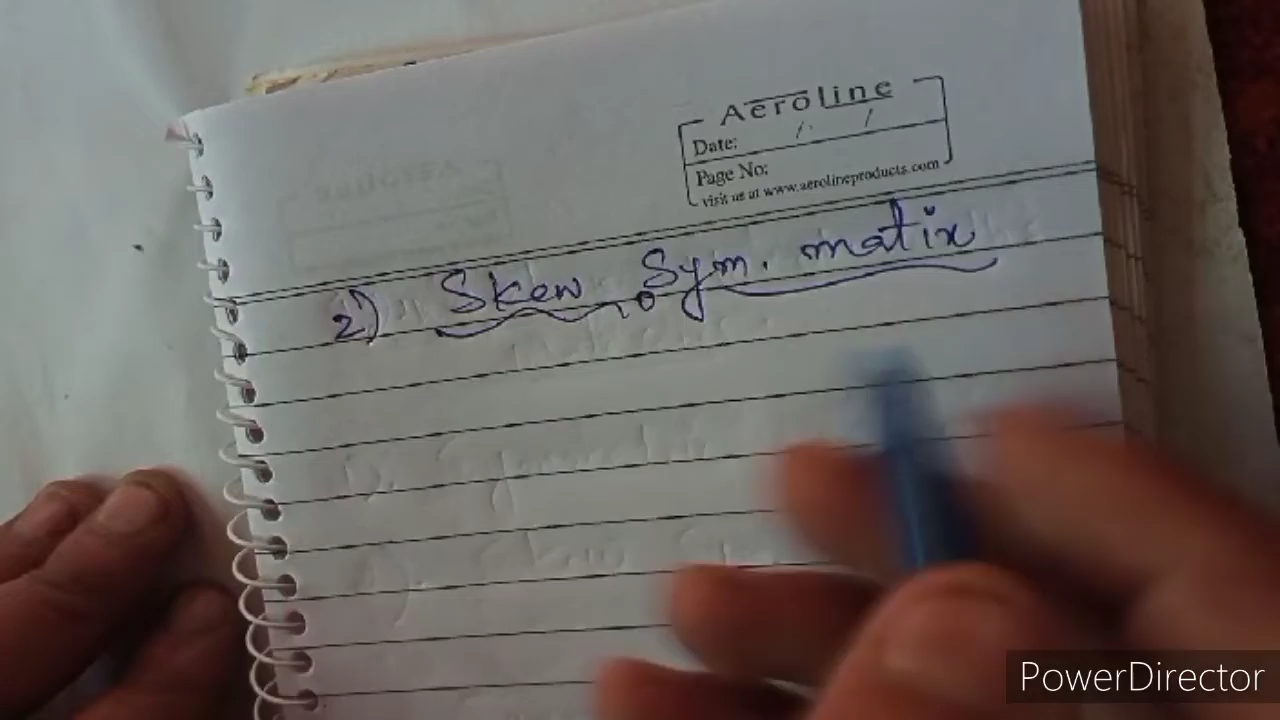 Aeroline
Date: / /
Page No:
visit us at www.aerolineproducts.com
2) Skew Sym. matix
PowerDirector